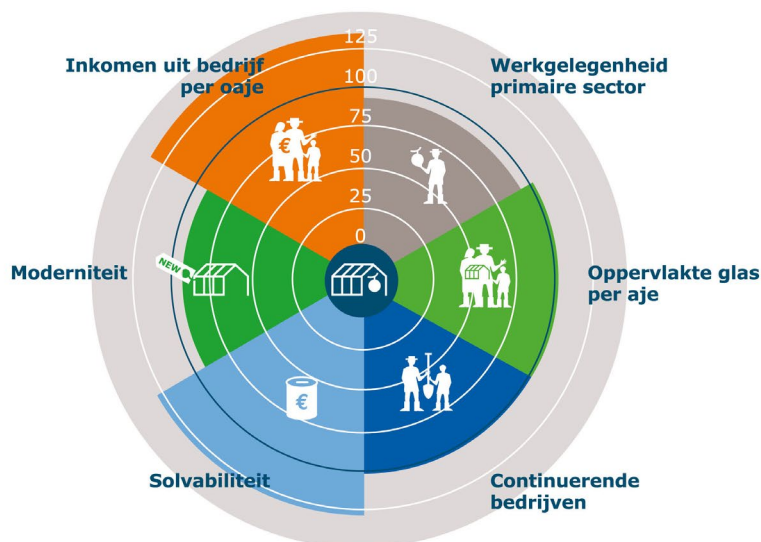 Inkomen uit bedrijf
per oaje
125
100
75
50
25
0
Werkgelegenheid
primaire sector
€
NEW
Moderniteit
Oppervlakte glas
per aje
€
Solvabiliteit
Continuerende
bedrijven